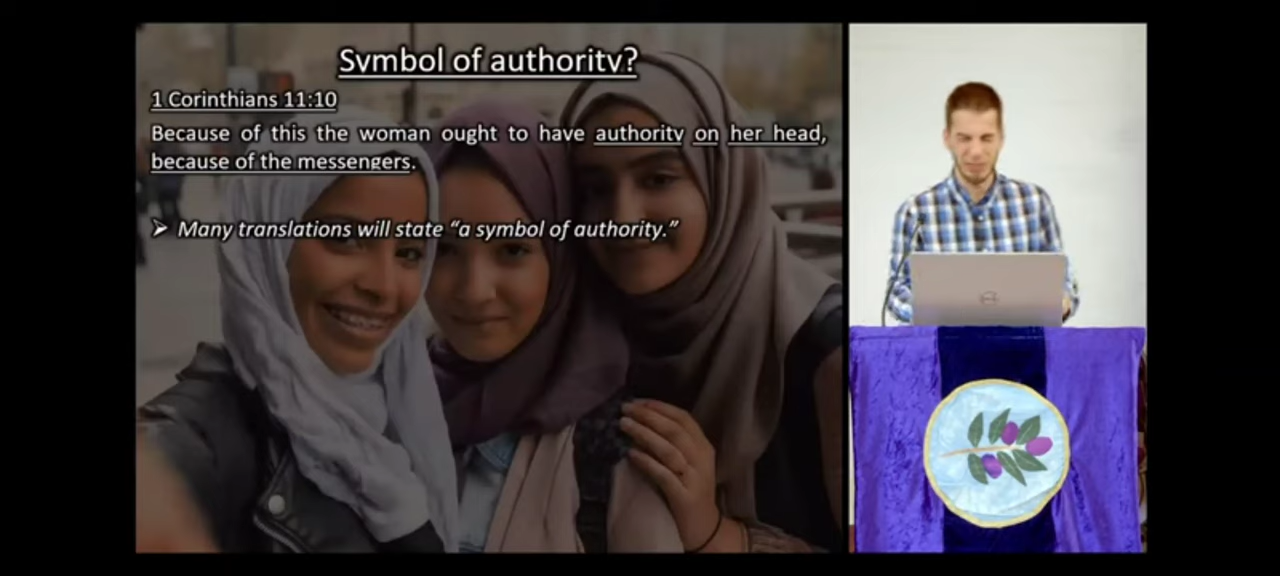 Symbol of authority?
1 Corinthians 11:10
Because of this the woman ought to have authority on her head,
because of the messengers.
➢ Many translations will state “a symbol of authority.”